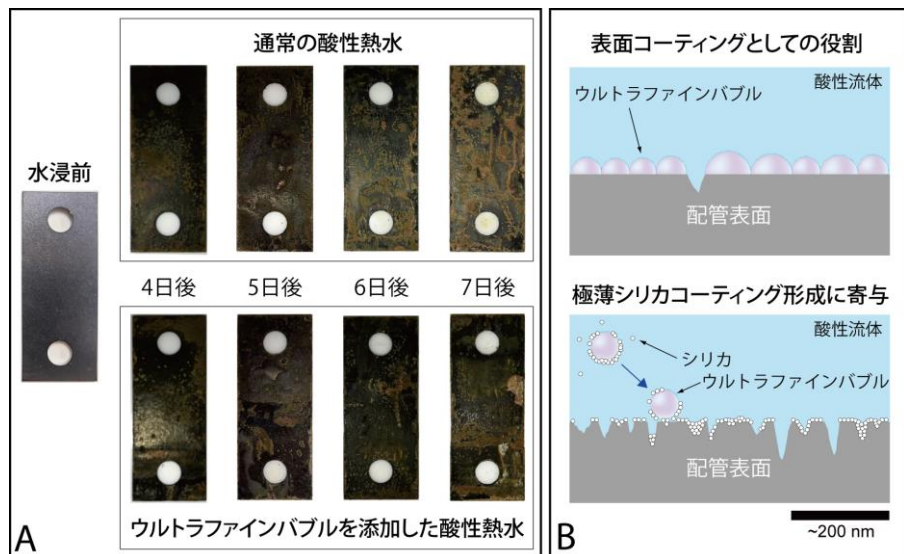 通常の酸性熱水
水浸前
4日後
5日後
6日後
7日後
ウルトラファインバブルを添加した酸性熱水
A
表面コーティングとしての役割
酸性流体
ウルトラファインバブル
配管表面
極薄シリカコーティング形成に寄与
酸性流体
シリカ
ウルトラファインバブル
配管表面
B
~200 nm